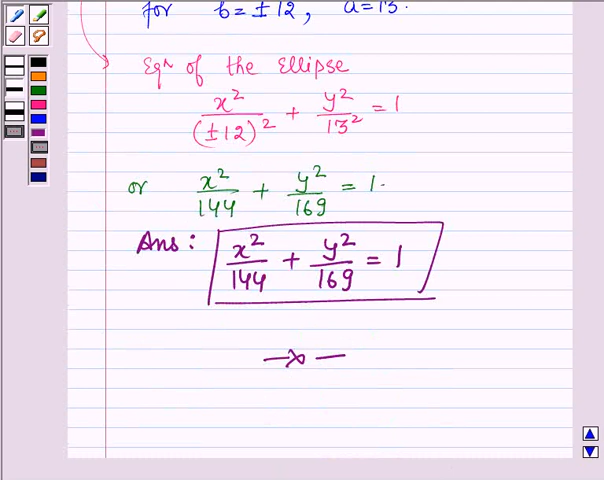 for b = ± 12, a = 13.
Eqⁿ of the Ellipse
x²/(±12)² + y²/13² = 1
or x²/144 + y²/169 = 1.
Ans : x²/144 + y²/169 = 1